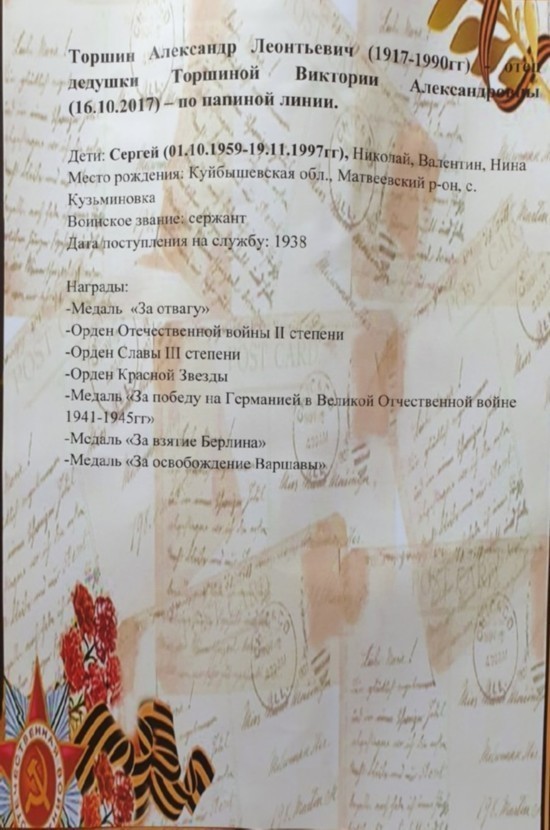 Торшин Александр Леонтьевич (1917-1990гг) – отец
дедушки Торшиной Виктории Александровны
(16.10.2017) – по папиной линии.
Дети: Сергей (01.10.1959-19.11.1997гг), Николай, Валентин, Нина
Место рождения: Куйбышевская обл., Матвеевский р-он, с.
Кузьминовка
Воинское звание: сержант
Дата поступления на службу: 1938
Награды:
-Медаль «За отвагу»
-Орден Отечественной войны II степени
-Орден Славы III степени
-Орден Красной Звезды
-Медаль «За победу на Германией в Великой Отчественной войне
1941-1945гг»
-Медаль «За взятие Берлина»
-Медаль «За освобождение Варшавы»